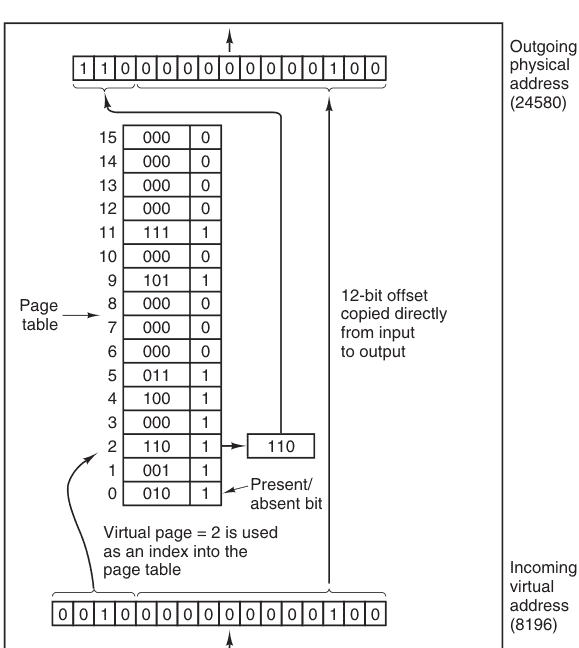 1 1 0 0 0 0 0 0 0 0 0 0 1 0 0
Outgoing
physical
address
(24580)
15 000 0
14 000 0
13 000 0
12 000 0
11 111 1
10 000 0
9 101 1
8 000 0
7 000 0
6 000 0
5 011 1
4 100 1
3 000 1
2 110 1
1 001 1
0 010 1
Page
table
110
12-bit offset
copied directly
from input
to output
Present/
absent bit
Virtual page = 2 is used
as an index into the
page table
0 0 1 0 0 0 0 0 0 0 0 0 0 1 0 0
Incoming
virtual
address
(8196)